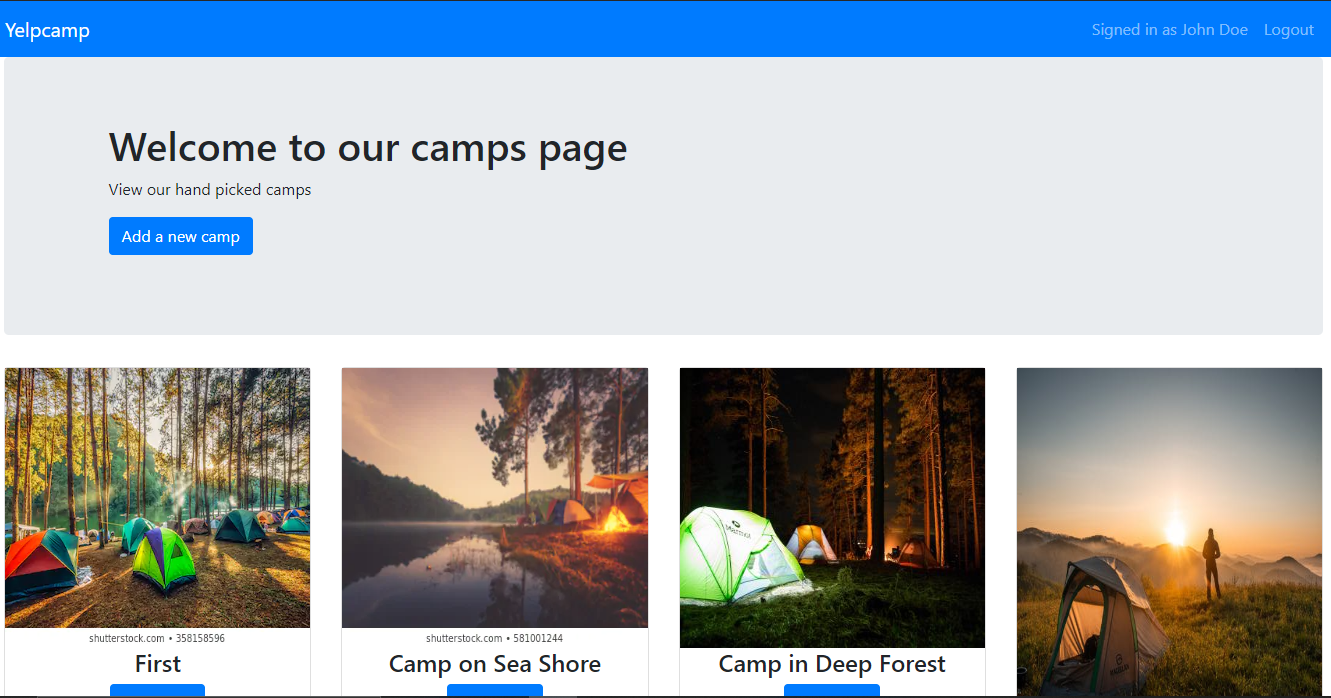 Yelpcamp
Signed in as John Doe
Logout
Welcome to our camps page
View our hand picked camps
Add a new camp
shutterstock.com • 358158596
First
shutterstock.com • 581001244
Camp on Sea Shore
Marmot
Camp in Deep Forest